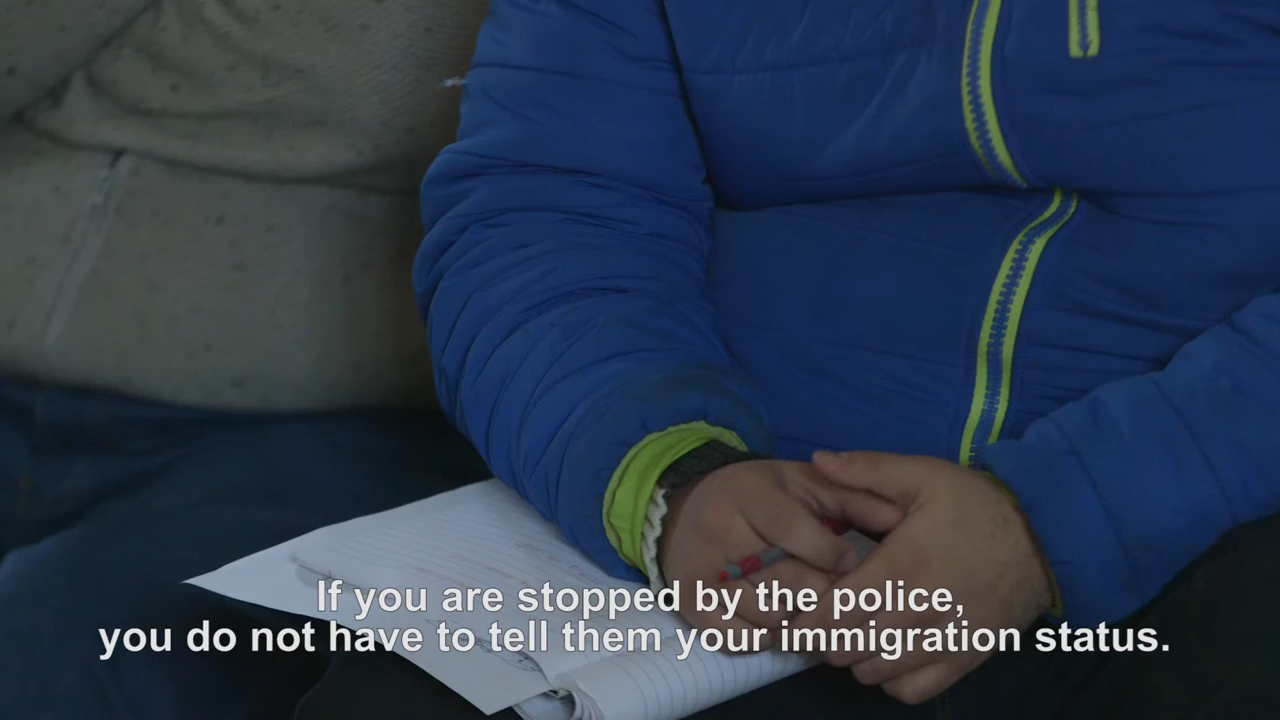 If you are stopped by the police,
you do not have to tell them your immigration status.